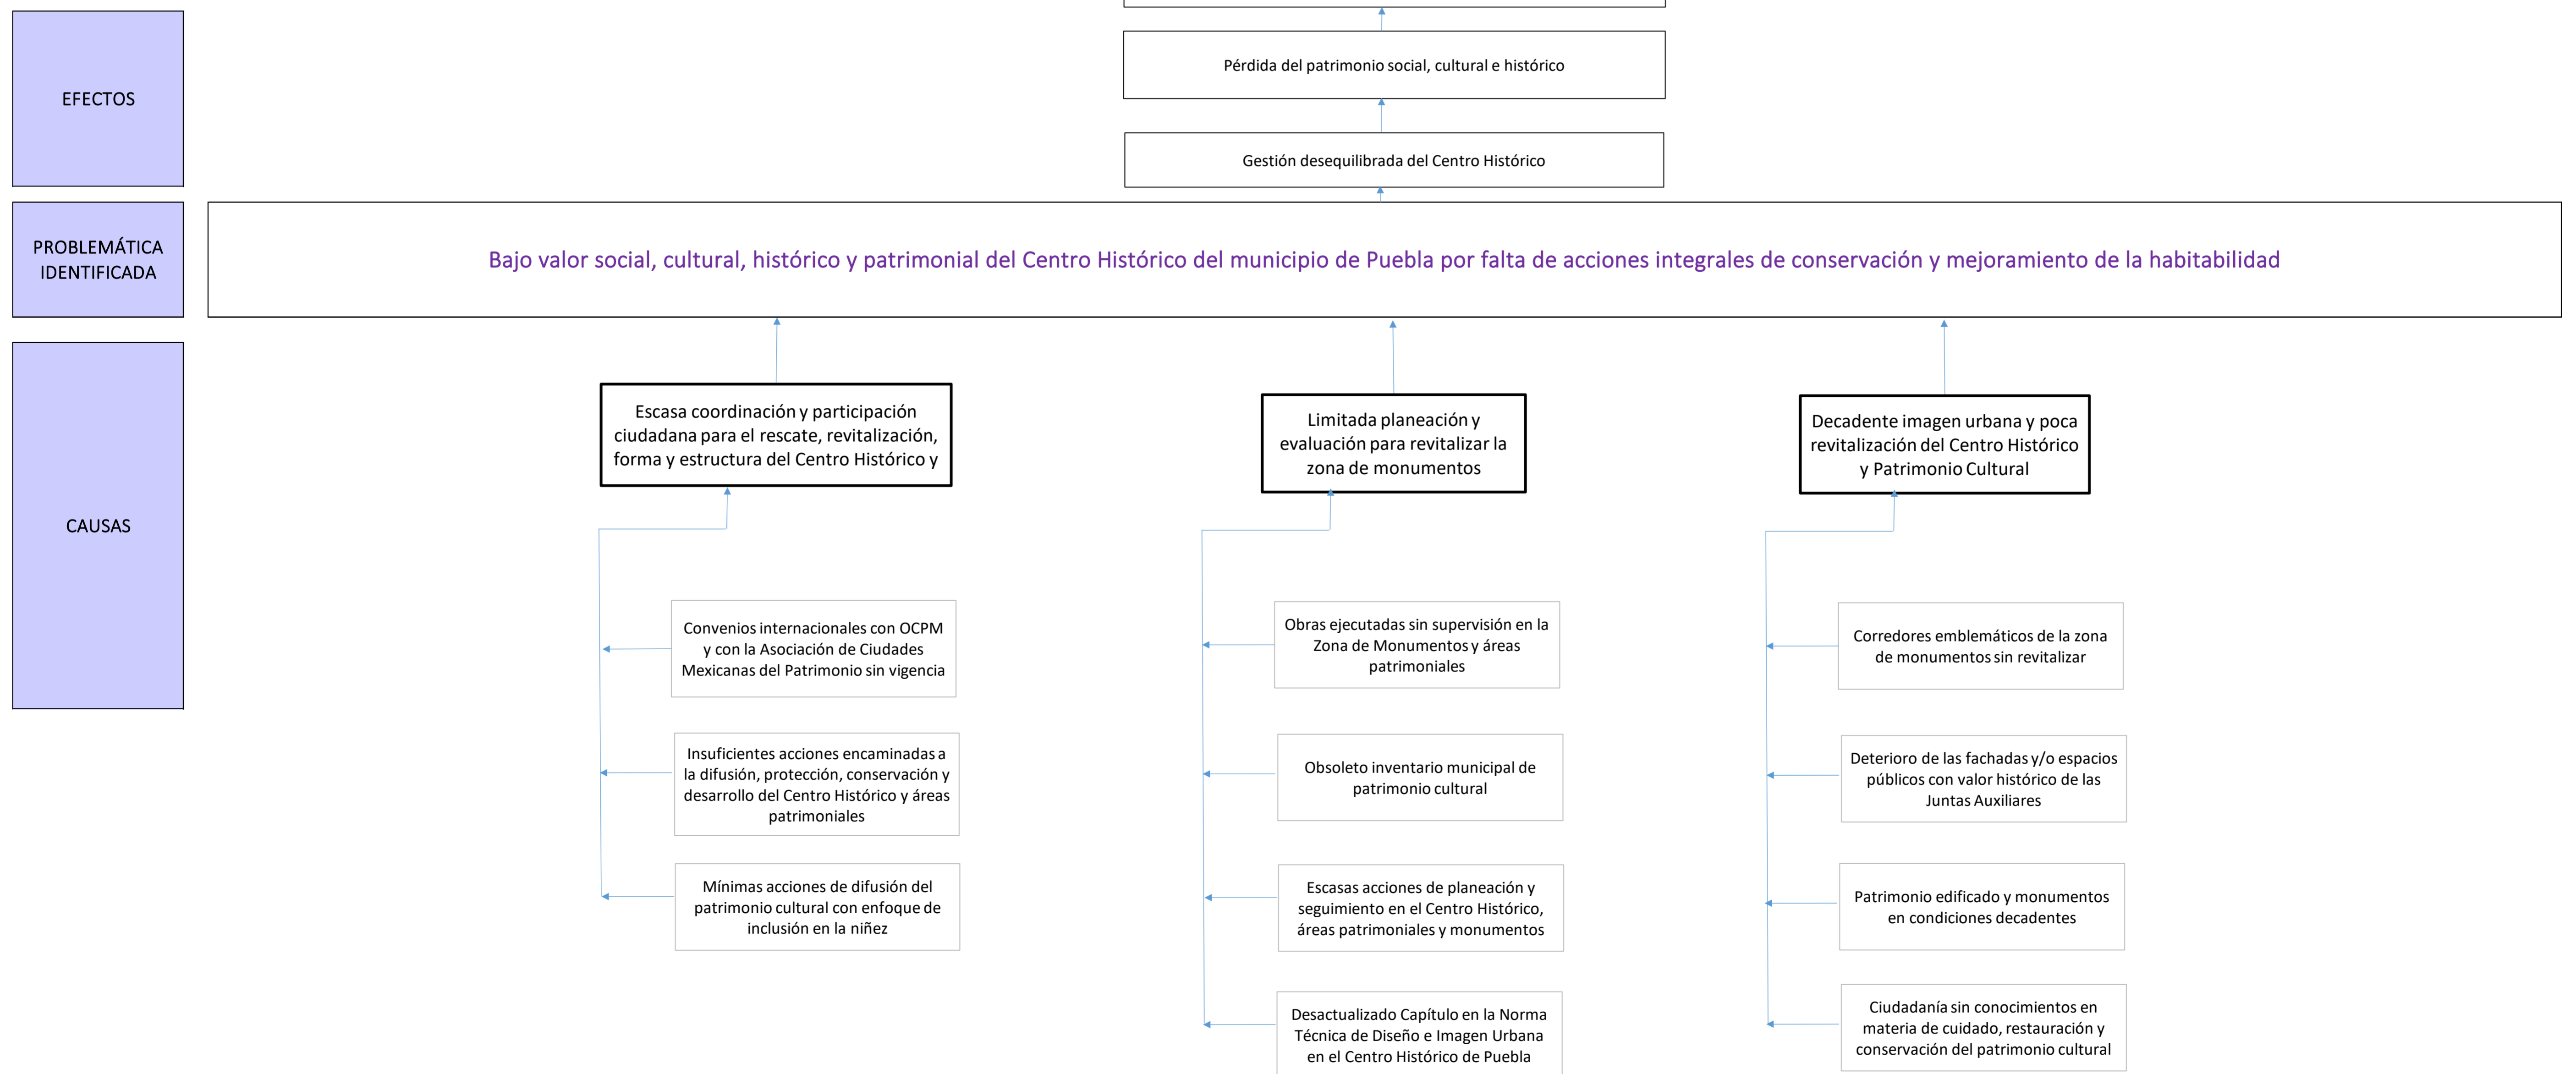 EFECTOS
Pérdida del patrimonio social, cultural e histórico
Gestión desequilibrada del Centro Histórico
PROBLEMÁTICA
IDENTIFICADA
Bajo valor social, cultural, histórico y patrimonial del Centro Histórico del municipio de Puebla por falta de acciones integrales de conservación y mejoramiento de la habitabilidad
CAUSAS
Escasa coordinación y participación
ciudadana para el rescate, revitalización,
forma y estructura del Centro Histórico y
Convenios internacionales con OCPM
y con la Asociación de Ciudades
Mexicanas del Patrimonio sin vigencia
Insuficientes acciones encaminadas a
la difusión, protección, conservación y
desarrollo del Centro Histórico y áreas
patrimoniales
Mínimas acciones de difusión del
patrimonio cultural con enfoque de
inclusión en la niñez
Limitada planeación y
evaluación para revitalizar la
zona de monumentos
Obras ejecutadas sin supervisión en la
Zona de Monumentos y áreas
patrimoniales
Obsoleto inventario municipal de
patrimonio cultural
Escasas acciones de planeación y
seguimiento en el Centro Histórico,
áreas patrimoniales y monumentos
Desactualizado Capítulo en la Norma
Técnica de Diseño e Imagen Urbana
en el Centro Histórico de Puebla
Decadente imagen urbana y poca
revitalización del Centro Histórico
y Patrimonio Cultural
Corredores emblemáticos de la zona
de monumentos sin revitalizar
Deterioro de las fachadas y/o espacios
públicos con valor histórico de las
Juntas Auxiliares
Patrimonio edificado y monumentos
en condiciones decadentes
Ciudadanía sin conocimientos en
materia de cuidado, restauración y
conservación del patrimonio cultural